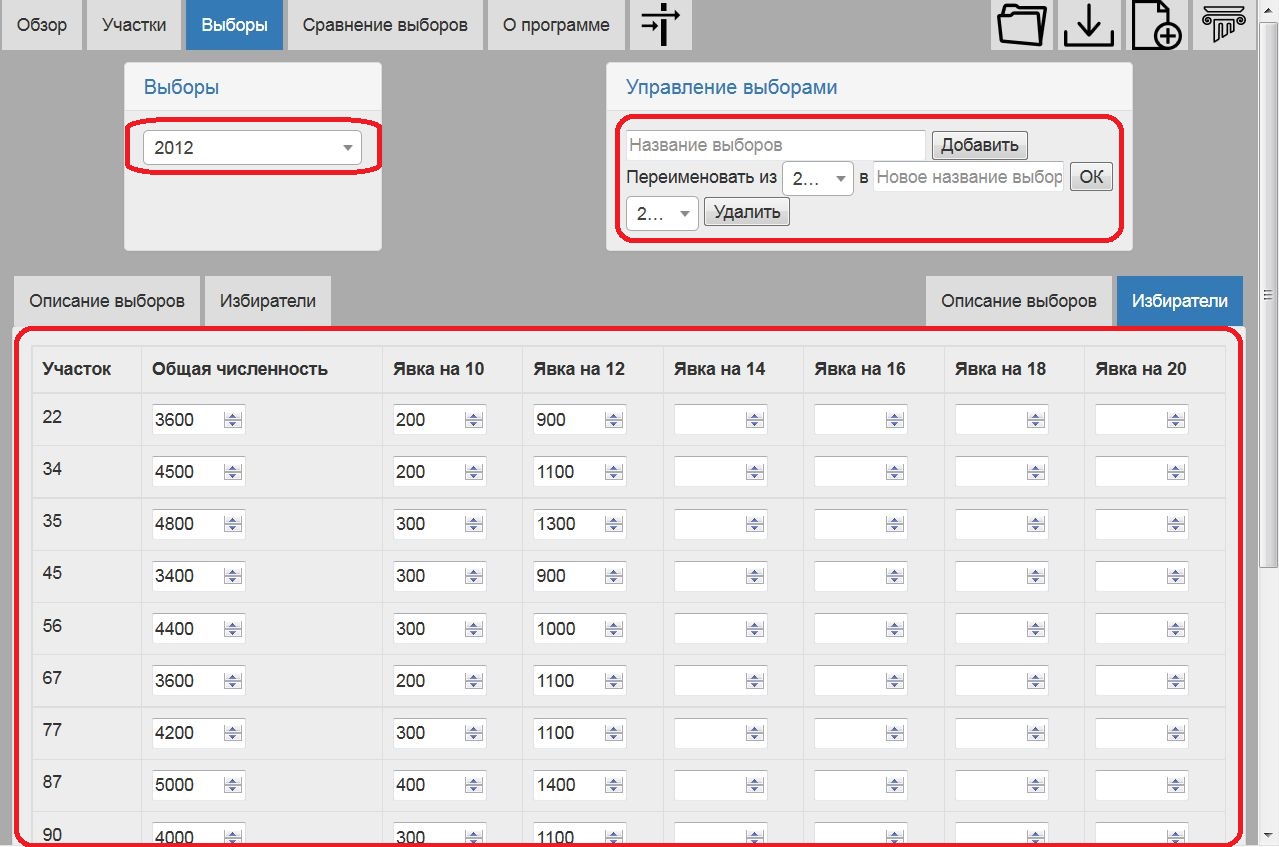 Обзор Участки Выборы Сравнение выборов О программе
Выборы
2012
Управление выборами
Название выборов Добавить
Переименовать из 2... в Новое название выбор ОК
2... Удалить
Описание выборов Избиратели Описание выборов Избиратели
Участок Общая численность Явка на 10 Явка на 12 Явка на 14 Явка на 16 Явка на 18 Явка на 20
22 3600 200 900
34 4500 200 1100
35 4800 300 1300
45 3400 300 900
56 4400 300 1000
67 3600 200 1100
77 4200 300 1100
87 5000 400 1400
90 4000 300 1100